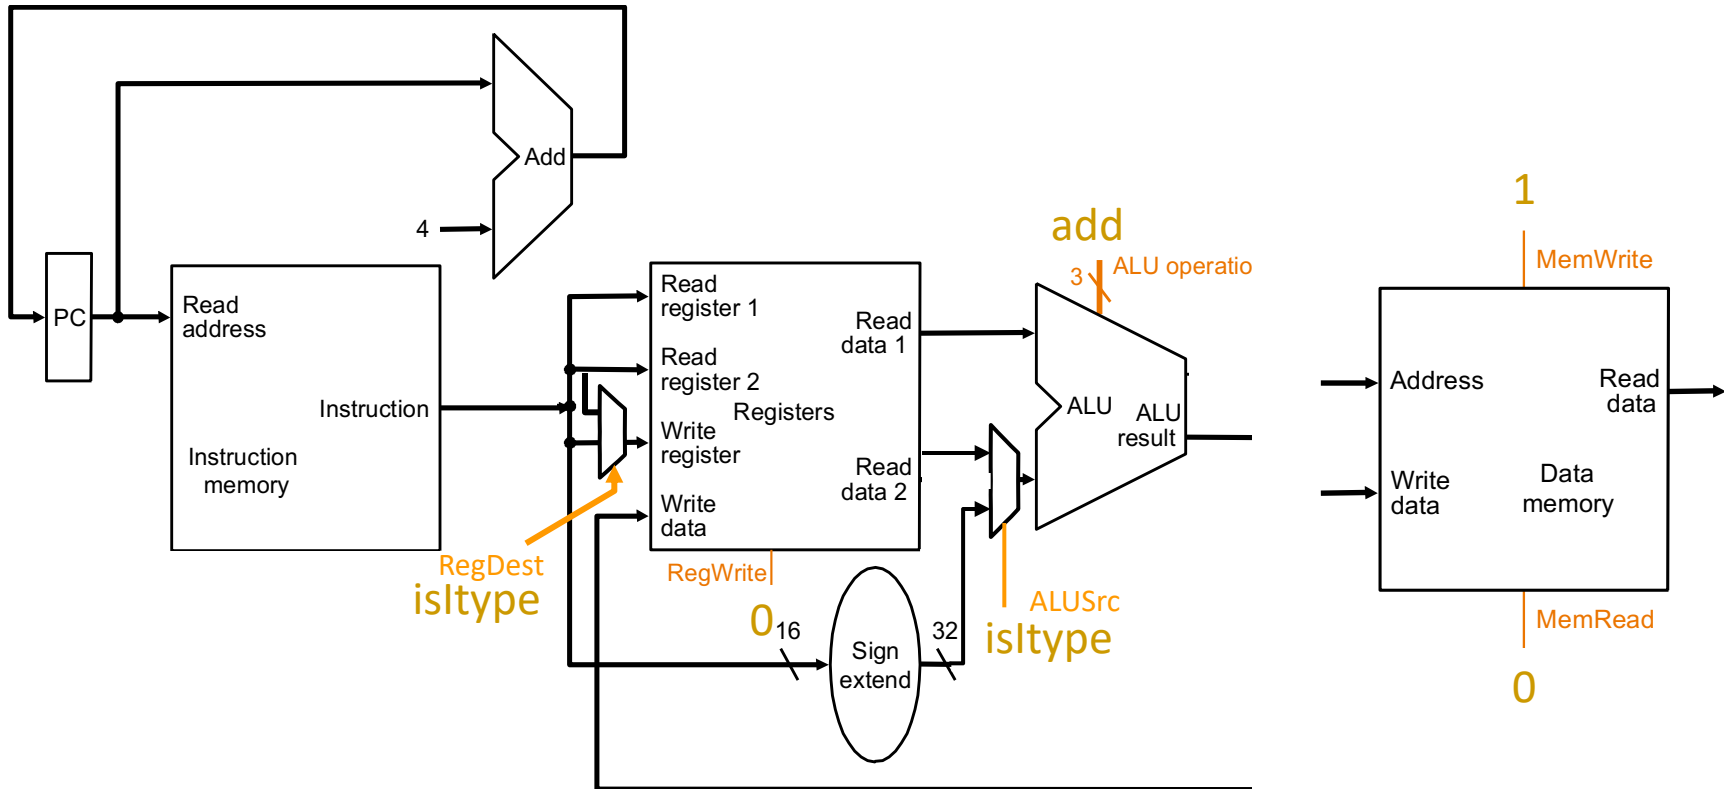 Add
4
PC
Read
address
Instruction
Instruction
memory
RegDest
isItype
Read
register 1
Read
register 2
Registers
Write
register
Write
data
Read
data 1
Read
data 2
RegWrite
0
16
Sign
extend
32
add
3
ALU operatio
ALU
ALU
result
ALUSrc
isItype
1
MemWrite
Address
Read
data
Write
data
Data
memory
MemRead
0